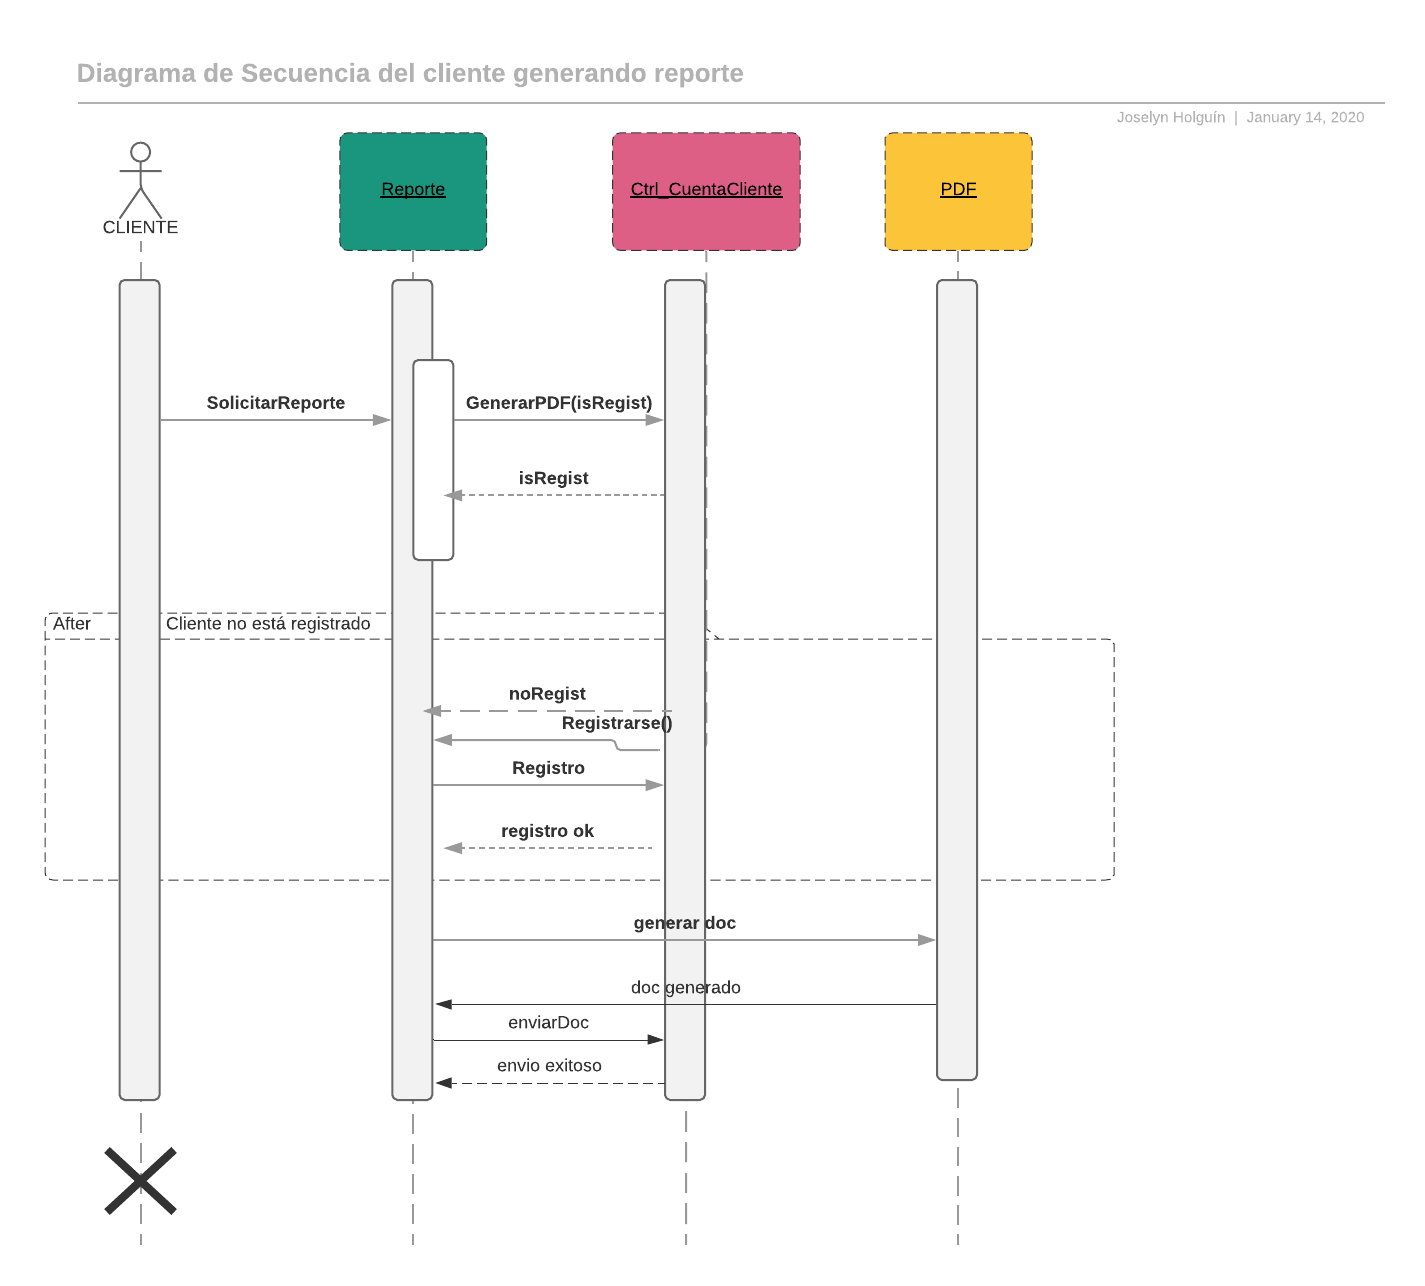 Diagrama de Secuencia del cliente generando reporte
Joselyn Holguín | January 14, 2020
CLIENTE
Reporte
Ctrl_CuentaCliente
PDF
SolicitarReporte
GenerarPDF(isRegist)
isRegist
After
Cliente no está registrado
noRegist
Registrarse()
Registro
registro ok
generar doc
doc generado
enviarDoc
envio exitoso